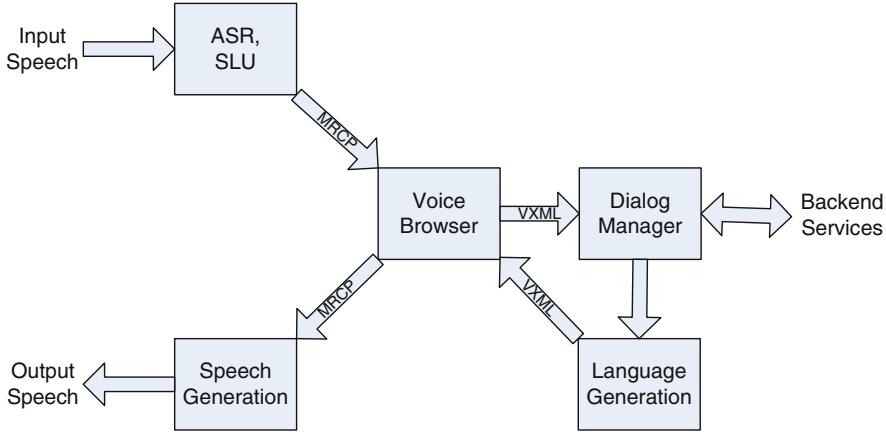 Input
Speech
ASR,
SLU
MRCP
Voice
Browser
VXML
Dialog
Manager
Backend
Services
MRCP
VXML
Output
Speech
Speech
Generation
Language
Generation